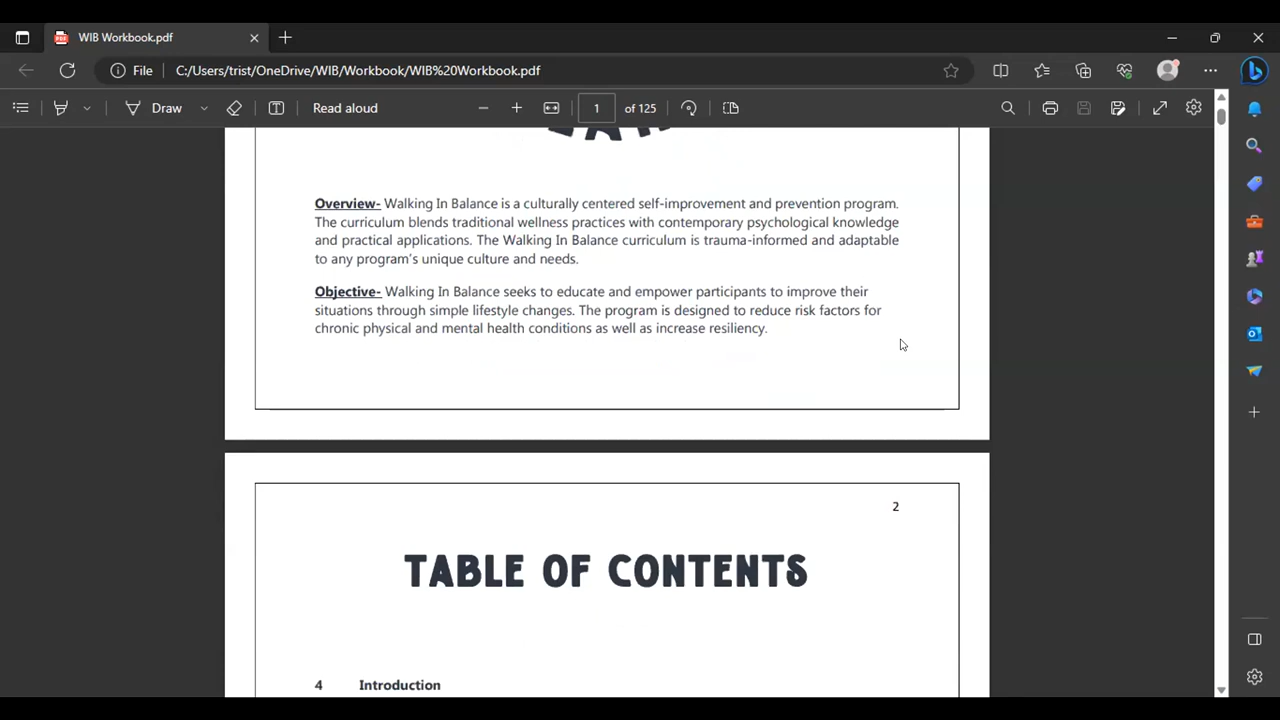 WIB Workbook.pdf
File C:/Users/trist/OneDrive/WIB/Workbook/WIB%20Workbook.pdf
Draw Read aloud 1 of 125
Overview- Walking In Balance is a culturally centered self-improvement and prevention program.
The curriculum blends traditional wellness practices with contemporary psychological knowledge
and practical applications. The Walking In Balance curriculum is trauma-informed and adaptable
to any program's unique culture and needs.
Objective- Walking In Balance seeks to educate and empower participants to improve their
situations through simple lifestyle changes. The program is designed to reduce risk factors for
chronic physical and mental health conditions as well as increase resiliency.
2
TABLE OF CONTENTS
4 Introduction